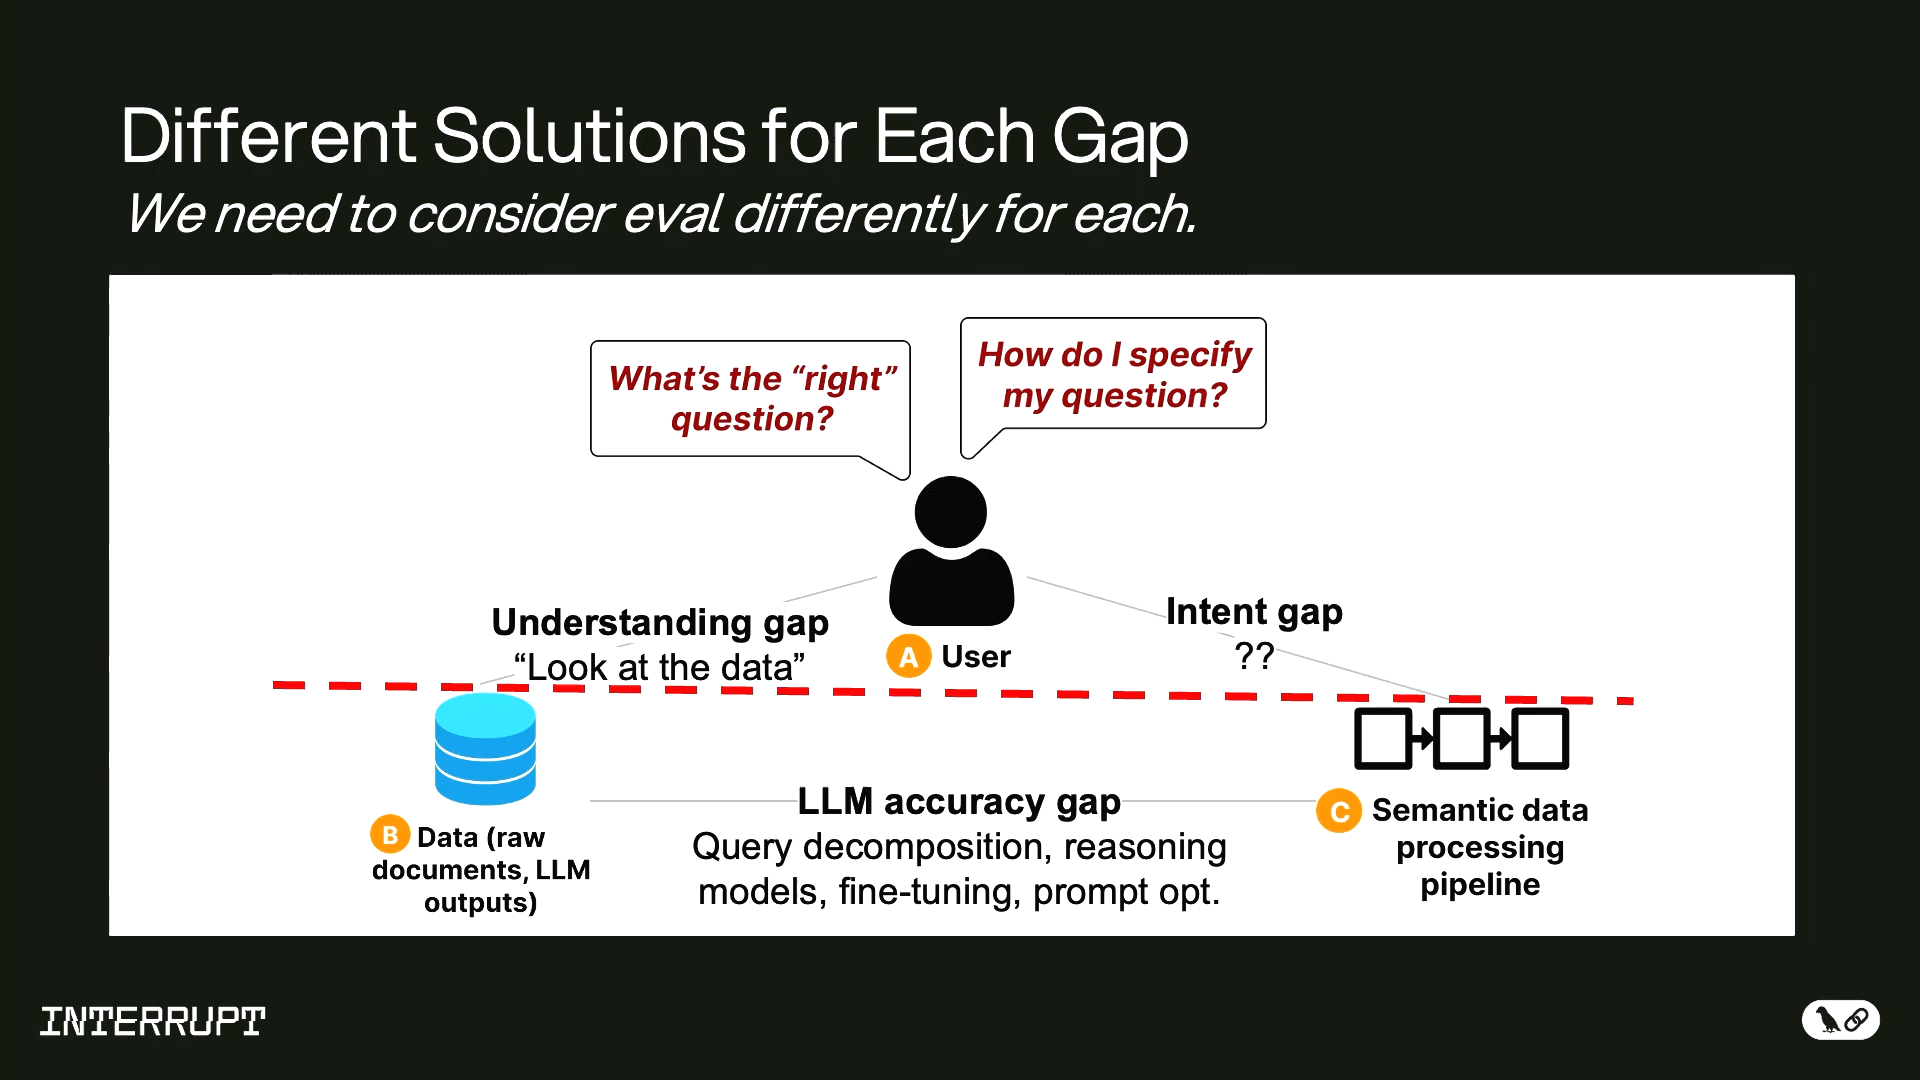 Different Solutions for Each Gap
We need to consider eval differently for each.
What's the “right”
question?
How do I specify
my question?
Understanding gap
“Look at the data”
A User
Intent gap
??
B Data (raw
documents, LLM
outputs)
LLM accuracy gap
Query decomposition, reasoning
models, fine-tuning, prompt opt.
C Semantic data
processing
pipeline
INTERRUPT